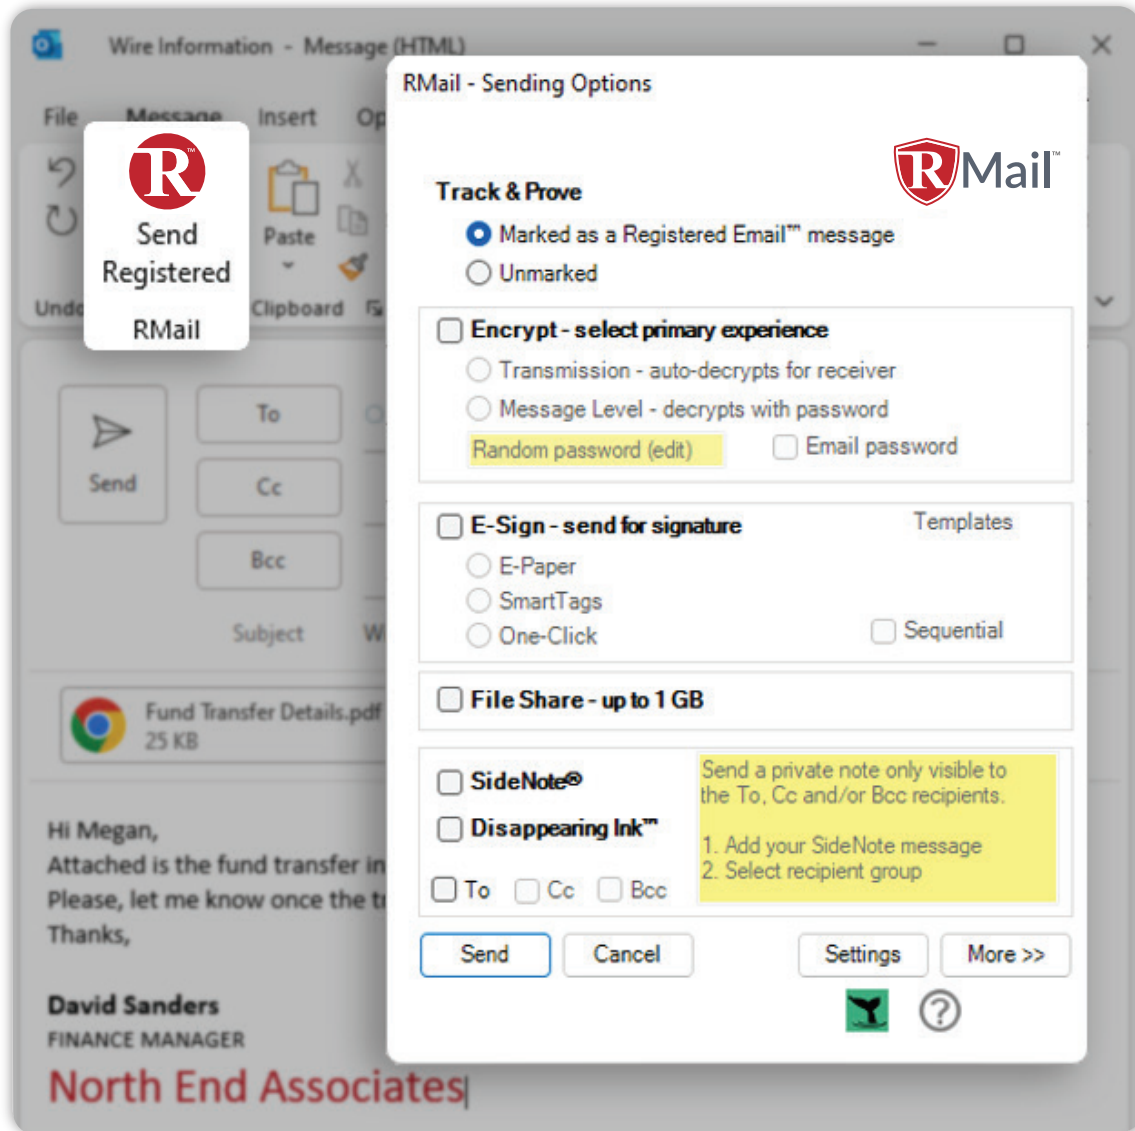 Wire Information - Message (HTML)
File Message Insert Op
R™
Send
Registered
RMail
Paste
Undo
Clipboard
Send
To
Cc
Bcc
Subject
Fund Transfer Details.pdf
25 KB
Hi Megan,
Attached is the fund transfer in
Please, let me know once the
Thanks,
David Sanders
FINANCE MANAGER
North End Associates
RMail - Sending Options
RMail™
Track & Prove
Marked as a Registered Email™ message
Unmarked
Encrypt - select primary experience
Transmission - auto-decrypts for receiver
Message Level - decrypts with password
Random password (edit) Email password
E-Sign - send for signature Templates
E-Paper
SmartTags
One-Click Sequential
File Share - up to 1 GB
SideNote®
Disappearing Ink™
To Cc Bcc
Send a private note only visible to
the To, Cc and/or Bcc recipients.
1. Add your SideNote message
2. Select recipient group
Send Cancel Settings More >>
?